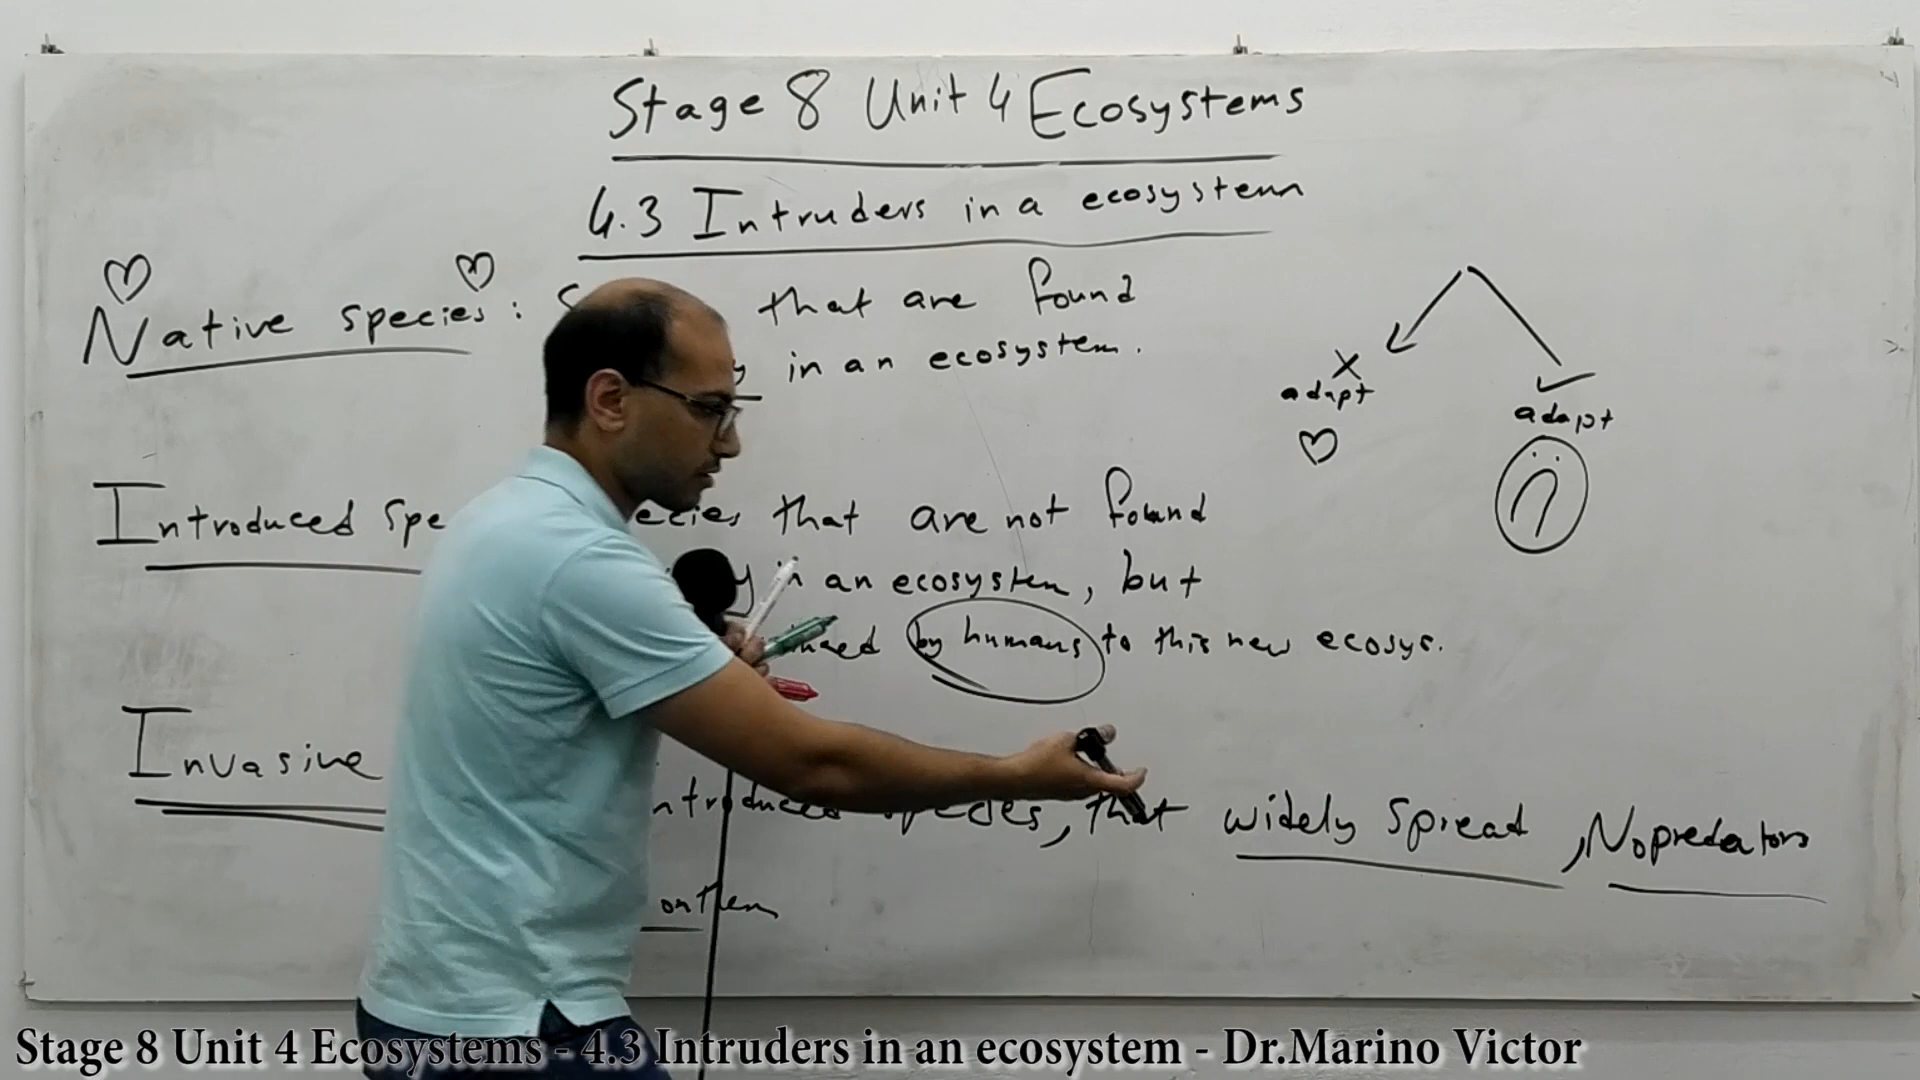 Stage 8 Unit 4 Ecosystems
4.3 Intruders in a ecosystem
Native species: that are found
in an ecosystem.
Introduced that are not found
in an ecosystem, but
by humans to this new ecosys.
Invasive introduced species, that widely spread, No predators
on them
X
adapt
adapt
Stage 8 Unit 4 Ecosystems - 4.3 Intruders in an ecosystem - Dr.Marino Victor